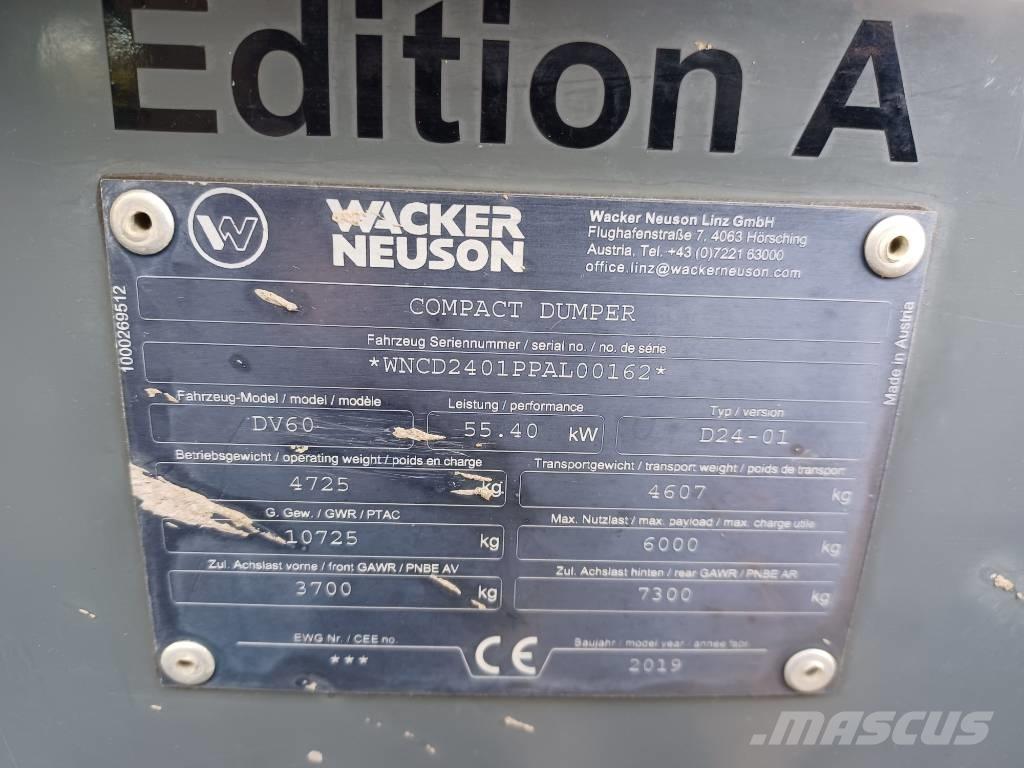 Edition A
W
WACKER
NEUSON
Wacker Neuson Linz GmbH
Flughafenstraße 7, 4063 Hörsching
Austria, Tel. +43 (0)7221 63000
office.linz@wackerneuson.com
1000269512
COMPACT DUMPER
Made in Austria
Fahrzeug Seriennummer / serial no. / no. de série
*WNCD2401PPAL00162*
Fahrzeug-Model / model / modèle
Leistung / performance
Typ / version
DV60
55.40 kW
D24-01
Betriebsgewicht / operating weight / poids en charge
Transportgewicht / transport weight / poids de transport
4725 kg
4607 kg
G. Gew. / GWR / PTAC
Max. Nutzlast / max. payload / max. charge utile
10725 kg
6000 kg
Zul. Achslast vorne / front GAWR / PNBE AV
Zul. Achslast hinten / rear GAWR / PNBE AR
3700 kg
7300 kg
EWG Nr. / CEE no.
CE
Baujahr / model year / année fabr.
***
2019
MASCUS